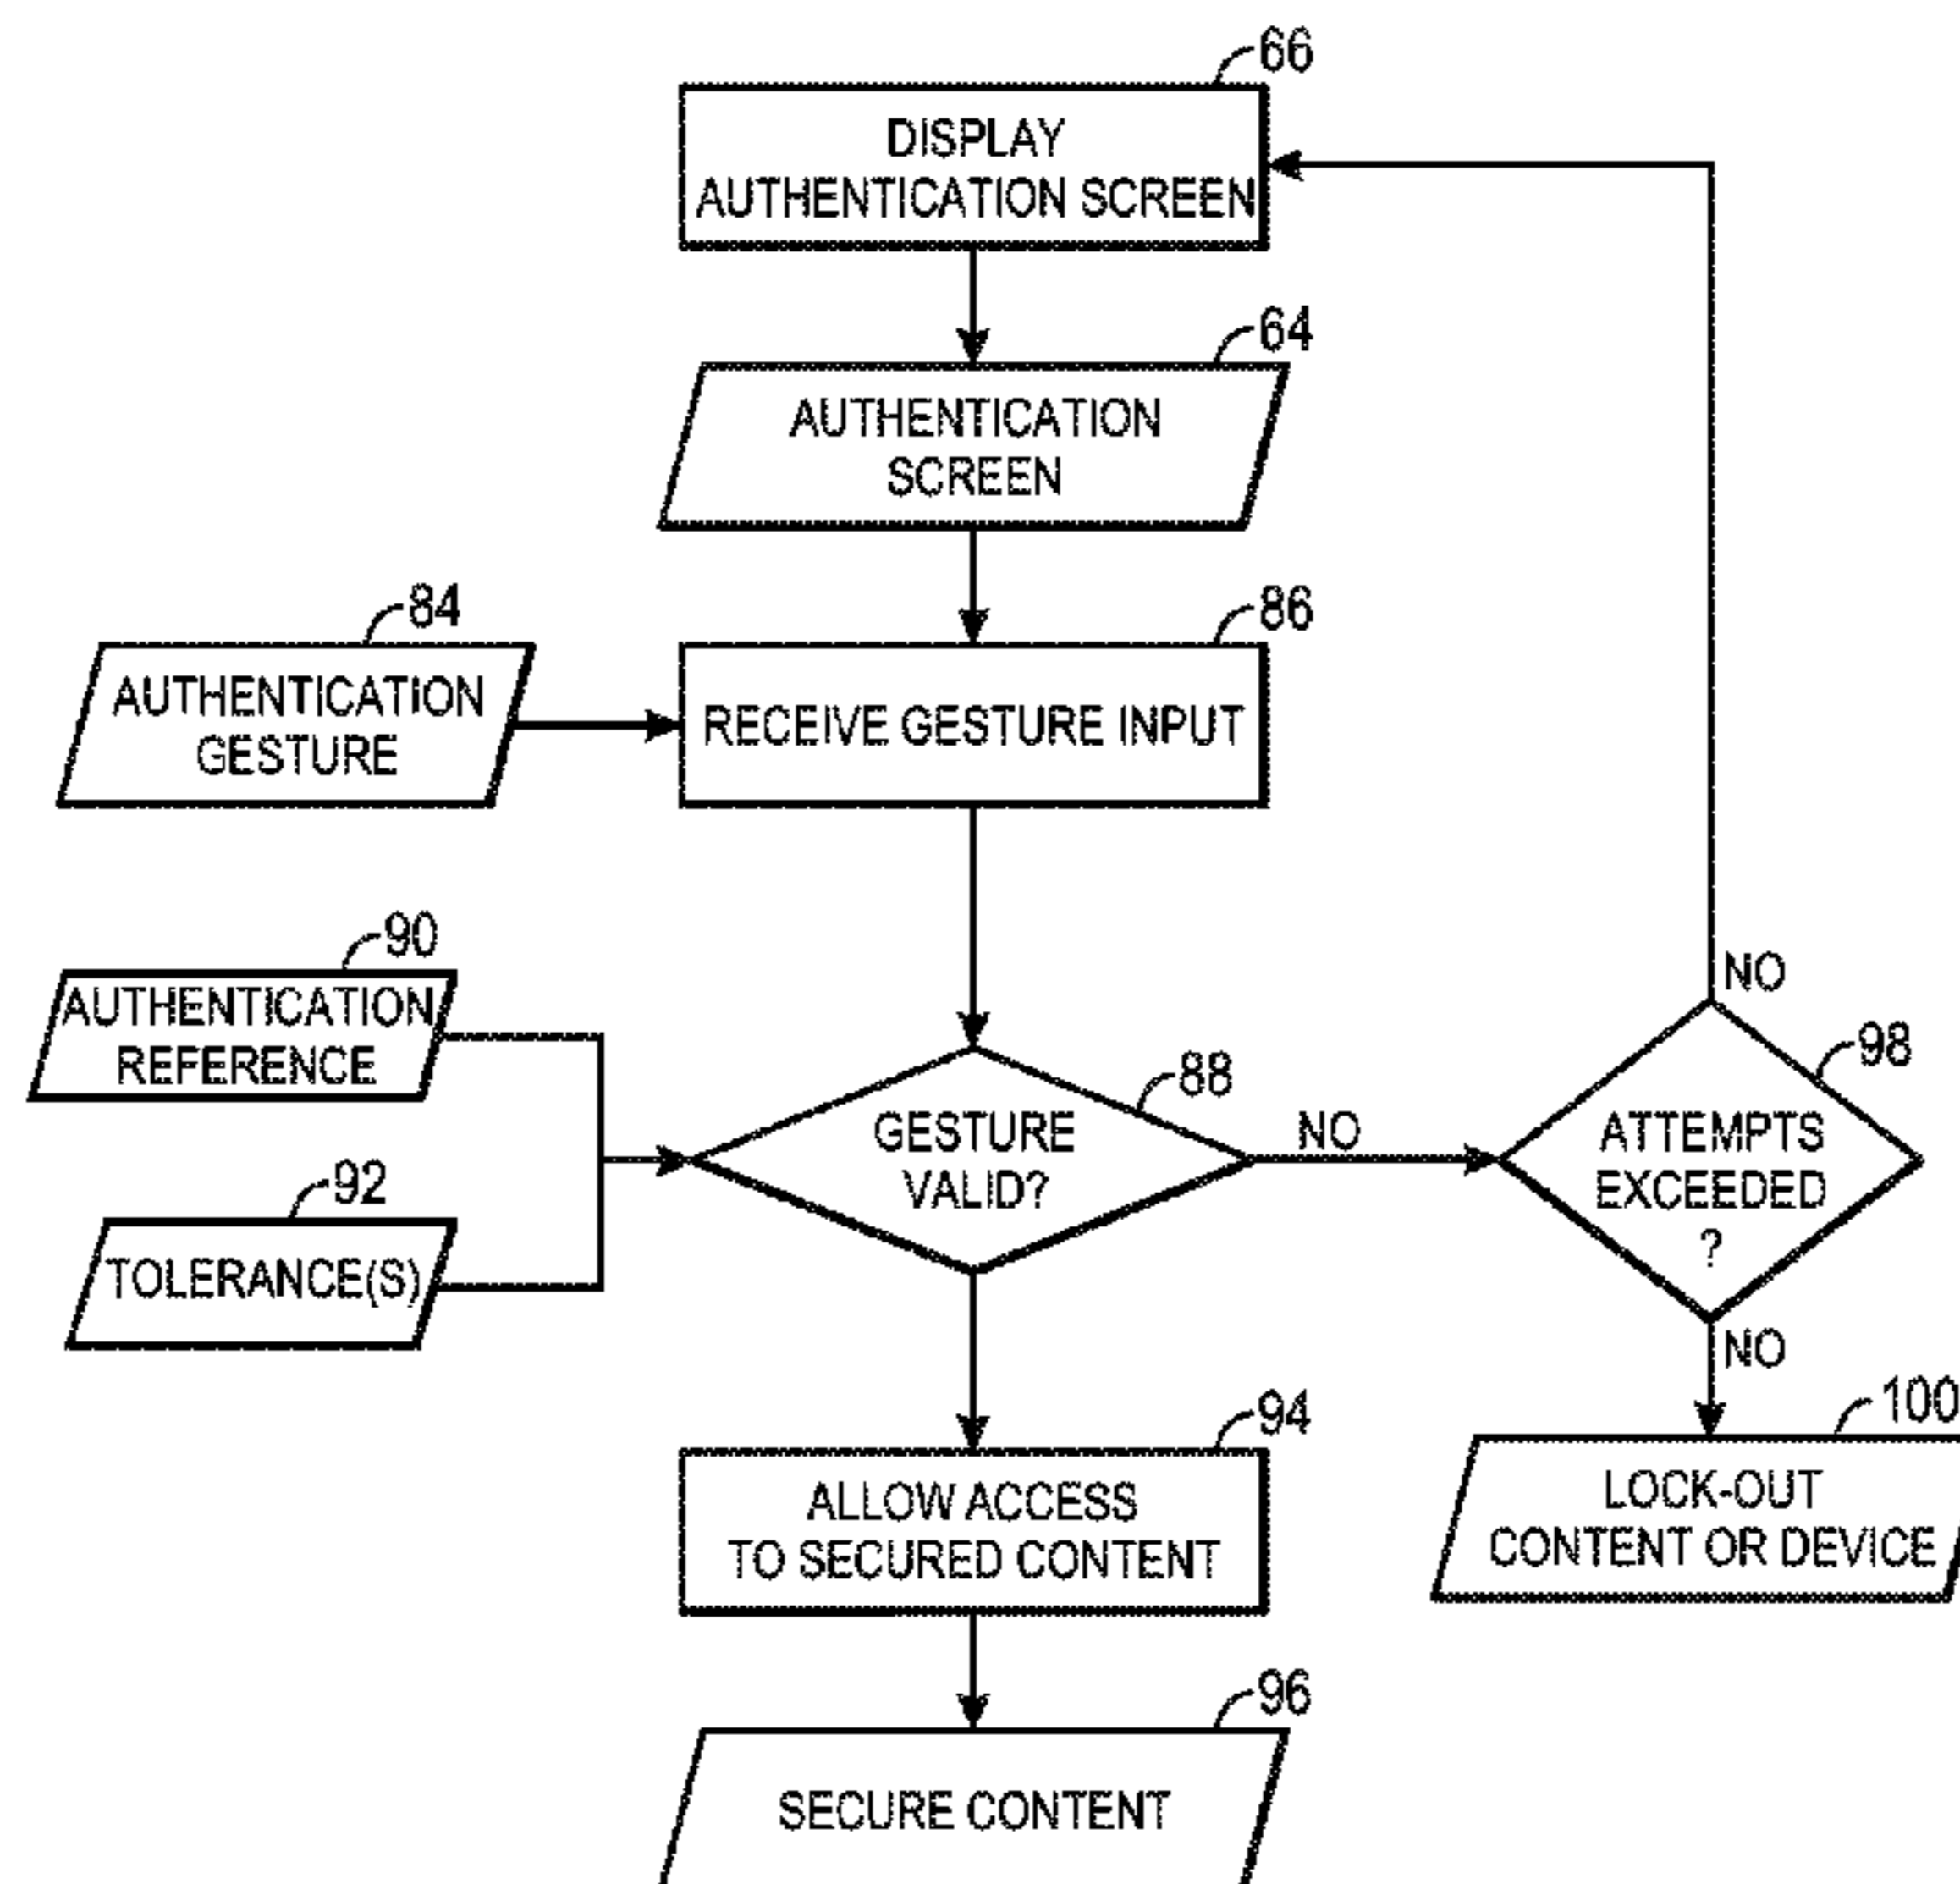 66
DISPLAY
AUTHENTICATION SCREEN
64
AUTHENTICATION
SCREEN
84
AUTHENTICATION
GESTURE
86
RECEIVE GESTURE INPUT
90
AUTHENTICATION
REFERENCE
92
TOLERANCE(S)
88
GESTURE
VALID?
NO
NO
98
ATTEMPTS
EXCEEDED
?
NO
94
ALLOW ACCESS
TO SECURED CONTENT
100
LOCK-OUT
CONTENT OR DEVICE
96
SECURE CONTENT